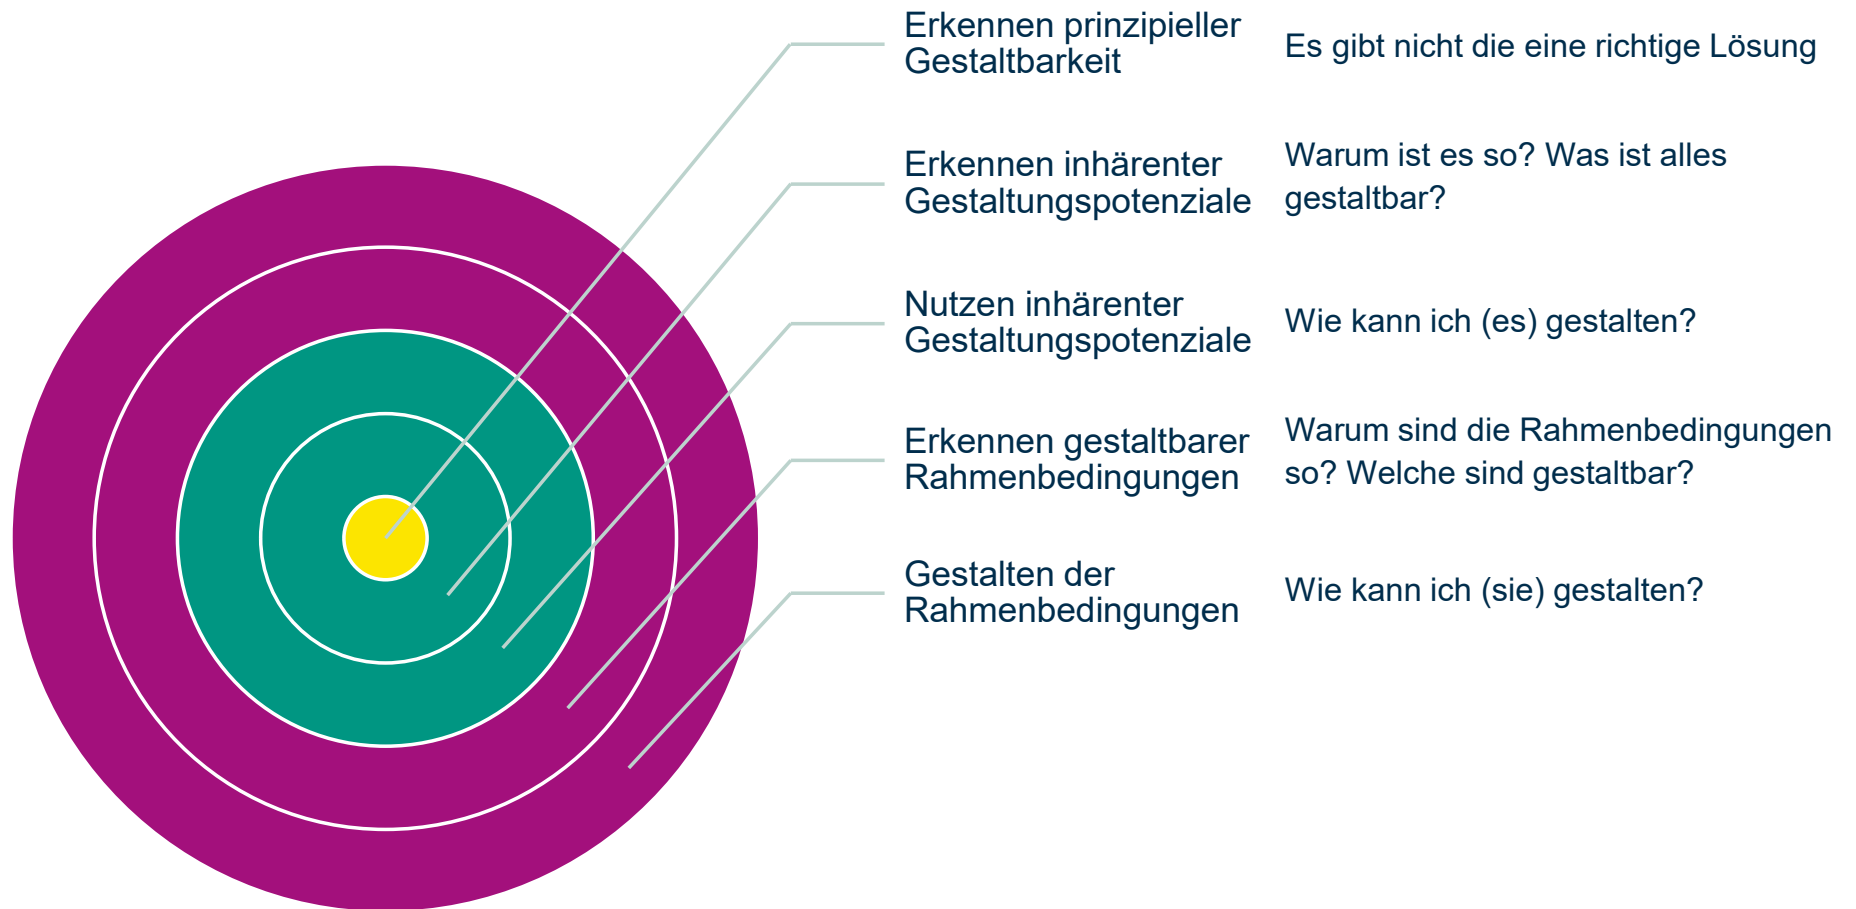 Erkennen prinzipieller
Gestaltbarkeit
Es gibt nicht die eine richtige Lösung
Erkennen inhärenter
Gestaltungspotenziale
Warum ist es so? Was ist alles
gestaltbar?
Nutzen inhärenter
Gestaltungspotenziale
Wie kann ich (es) gestalten?
Erkennen gestaltbarer
Rahmenbedingungen
Warum sind die Rahmenbedingungen
so? Welche sind gestaltbar?
Gestalten der
Rahmenbedingungen
Wie kann ich (sie) gestalten?